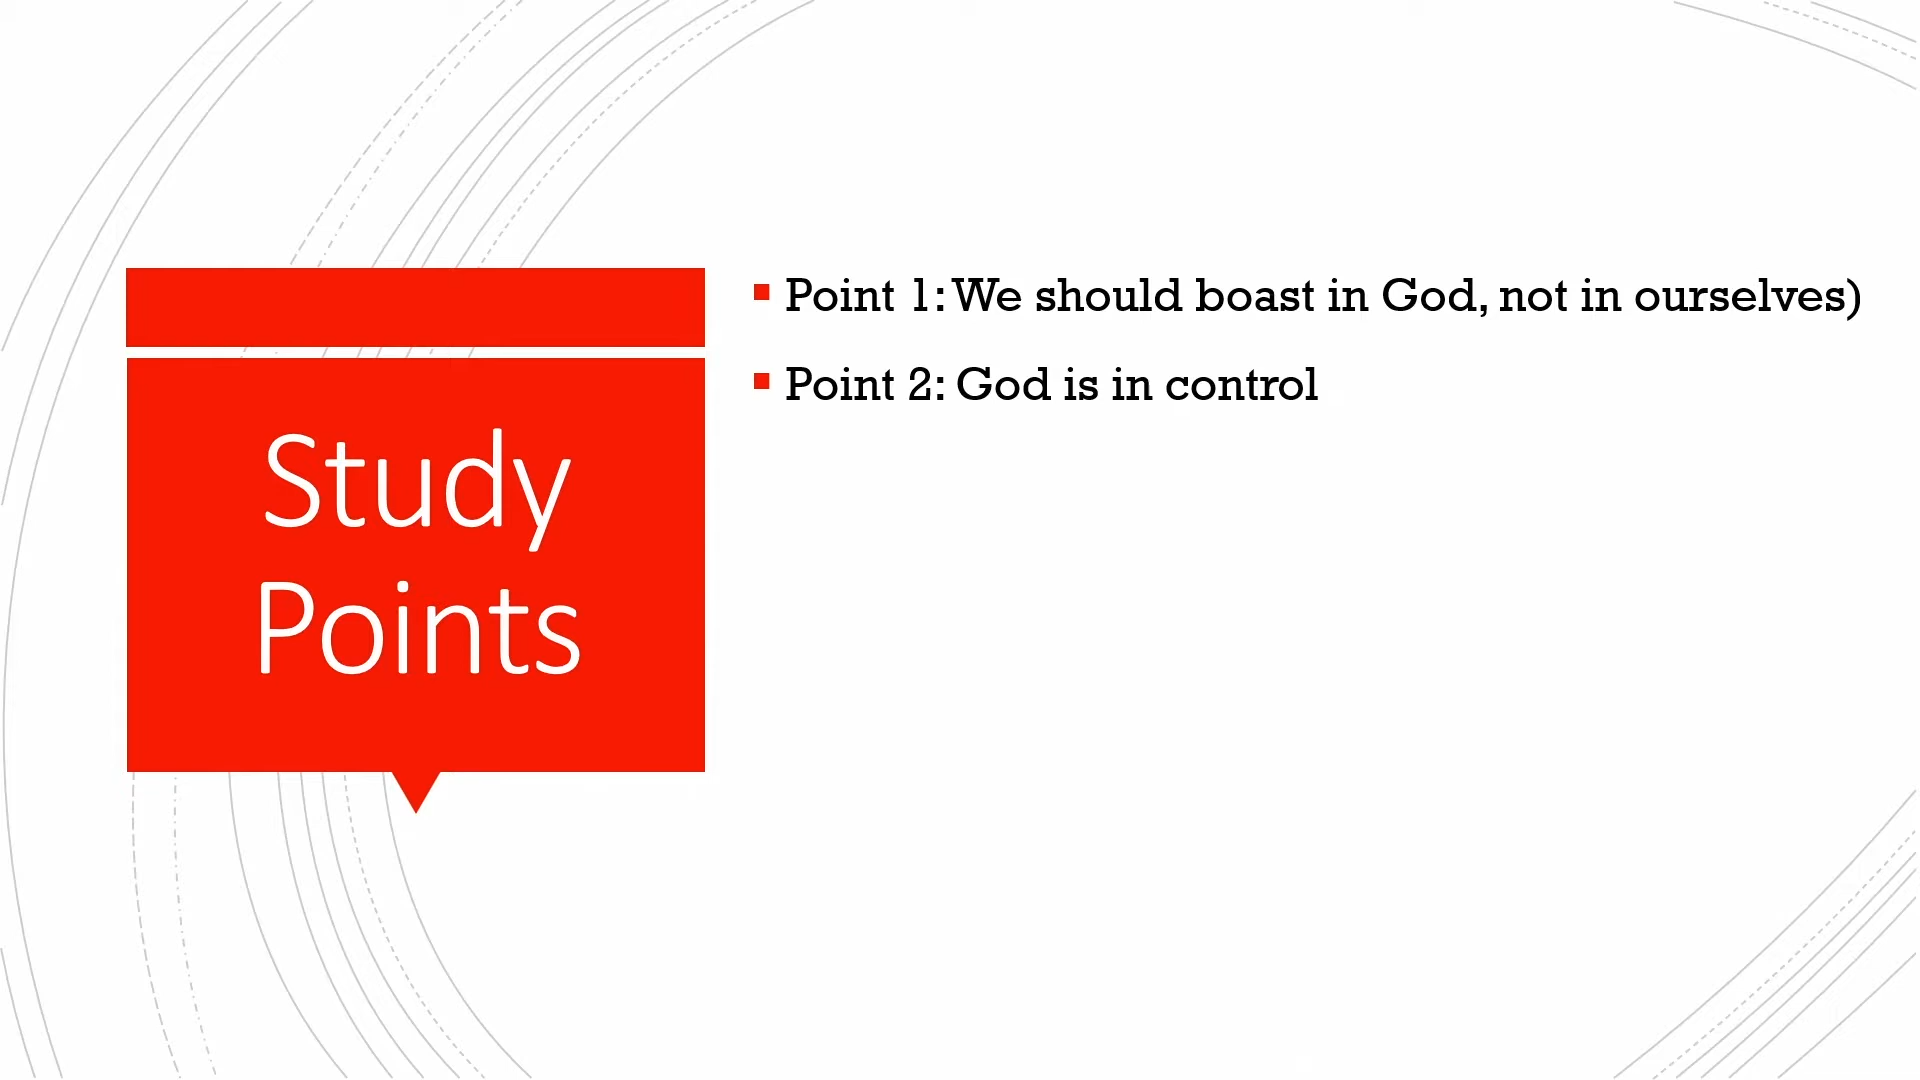 Study
Points
Point 1: We should boast in God, not in ourselves)
Point 2: God is in control